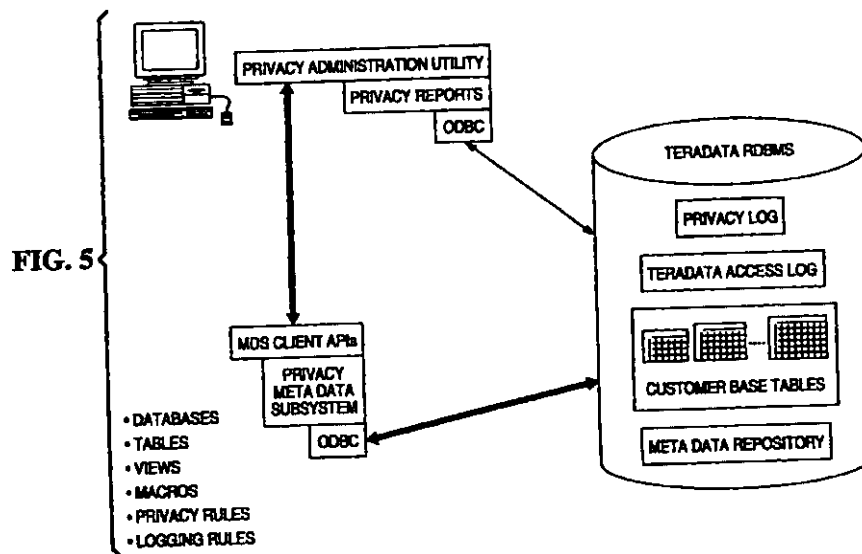 FIG. 5
PRIVACY ADMINISTRATION UTILITY
PRIVACY REPORTS
ODBC
TERADATA RDBMS
PRIVACY LOG
TERADATA ACCESS LOG
CUSTOMER BASE TABLES
META DATA REPOSITORY
MDS CLIENT APIs
PRIVACY
META DATA
SUBSYSTEM
ODBC
• DATABASES
• TABLES
• VIEWS
• MACROS
• PRIVACY RULES
• LOGGING RULES